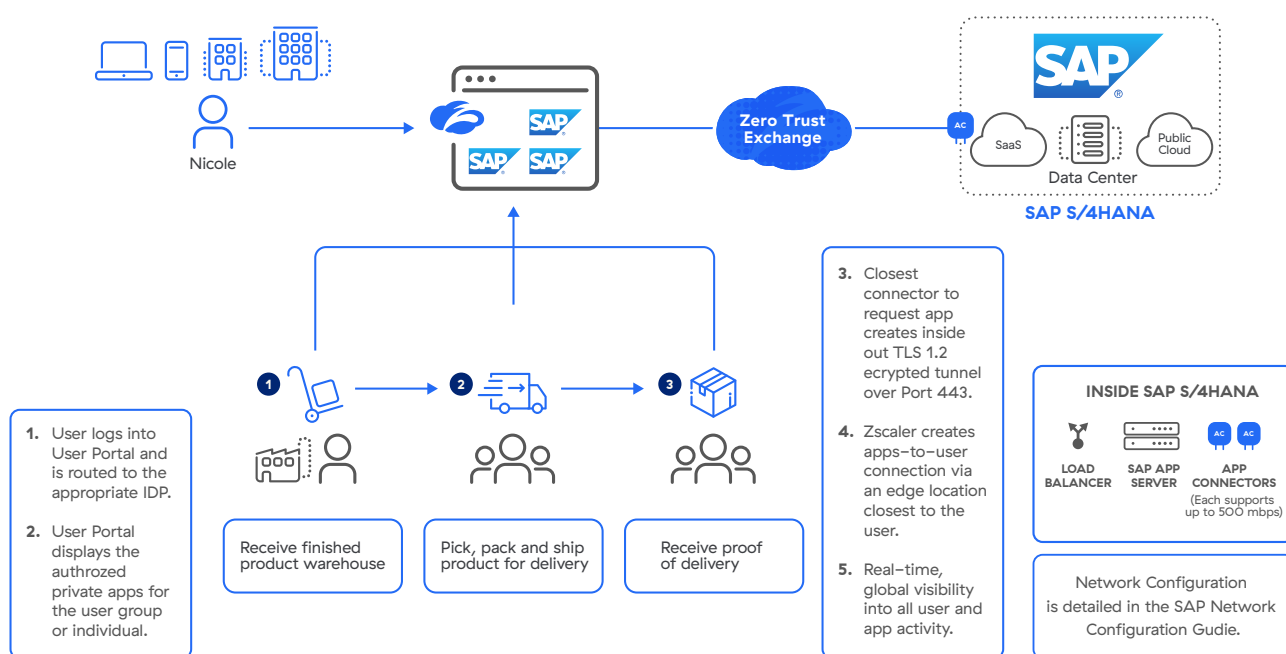 Nicole
SAP
®
SAP
®
SAP
®
Zero Trust
Exchange
AC
SAP
®
SaaS
Public
Cloud
Data Center
SAP S/4HANA
1
2
3
Receive finished
product warehouse
Pick, pack and ship
product for delivery
Receive proof
of delivery
1. User logs into
User Portal and
is routed to the
appropriate IDP.
2. User Portal
displays the
authrozed
private apps for
the user group
or individual.
3. Closest
connector to
request app
creates inside
out TLS 1.2
ecrypted tunnel
over Port 443.
4. Zscaler creates
apps-to-user
connection via
an edge location
closest to the
user.
5. Real-time,
global visibility
into all user and
app activity.
INSIDE SAP S/4HANA
AC AC
LOAD
BALANCER
SAP APP
SERVER
APP
CONNECTORS
(Each supports
up to 500 mbps)
Network Configuration
is detailed in the SAP Network
Configuration Gudie.